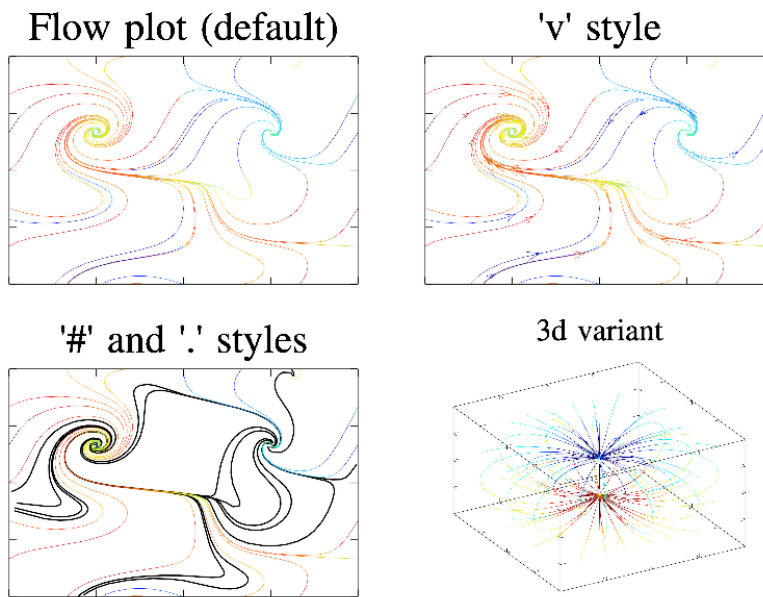 Flow plot (default)
'v' style
'#' and '.' styles
3d variant